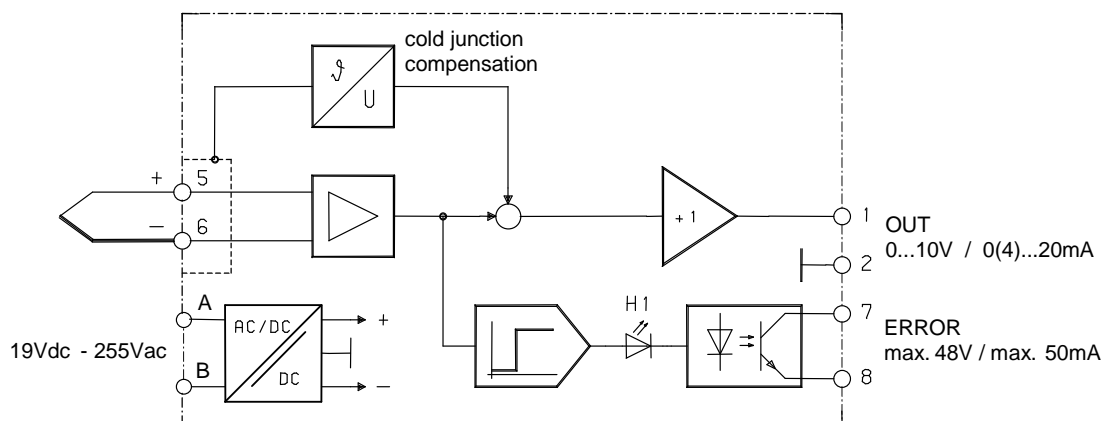 cold junction
compensation
ϑ
U
+ 5
− 6
+1
1
OUT
0...10V / 0(4)...20mA
2
A
AC/DC
+
H1
7
ERROR
max. 48V / max. 50mA
19Vdc - 255Vac
DC
B
−
8